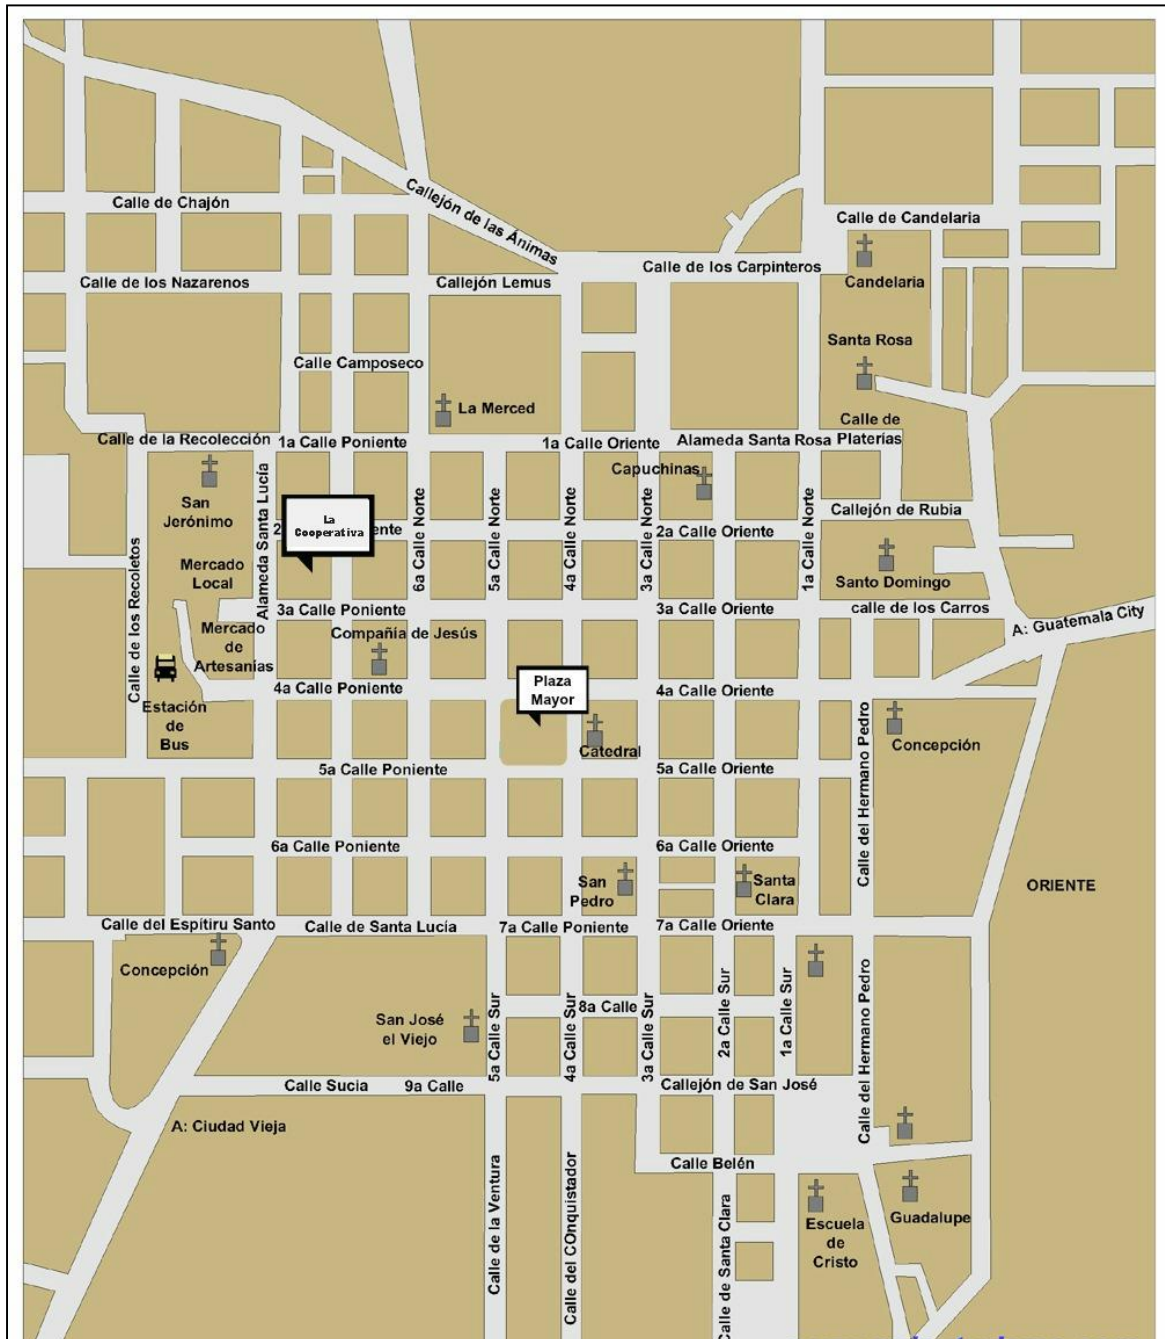 Calle de Chajón
Callejón de las Ánimas
Calle de Candelaria
Calle de los Carpinteros
Candelaria
Calle de los Nazarenos
Callejón Lemus
Santa Rosa
Calle Camposeco
La Merced
Calle de
Platerías
Calle de la Recolección
1a Calle Poniente
1a Calle Oriente
Alameda Santa Rosa
Capuchinas
San
Jerónimo
Alameda Santa Lucía
La
Cooperativa
2
ente
6a Calle Norte
5a Calle Norte
4a Calle Norte
3a Calle Norte
1a Calle Norte
2a Calle Oriente
Callejón de Rubia
Mercado
Local
Santo Domingo
Calle de los Recoletos
3a Calle Poniente
3a Calle Oriente
calle de los Carros
A: Guatemala City
Mercado
de
Artesanias
Compañía de Jesús
4a Calle Poniente
Plaza
Mayor
4a Calle Oriente
Estación
de
Bus
Catedral
Concepción
Calle del Hermano Pedro
5a Calle Poniente
5a Calle Oriente
6a Calle Poniente
6a Calle Oriente
San
Pedro
Santa
Clara
ORIENTE
Calle del Espítiru Santo
Calle de Santa Lucía
7a Calle Poniente
7a Calle Oriente
Concepción
San José
el Viejo
5a Calle Sur
4a Calle Sur
8a Calle
3a Calle Sur
2a Calle Sur
1a Calle Sur
Calle del Hermano Pedro
Calle Sucia
9a Calle
Callejón de San José
A: Ciudad Vieja
Calle Belén
Calle de la Ventura
Calle del COnquistador
Calle de Santa Clara
Escuela
de
Cristo
Guadalupe